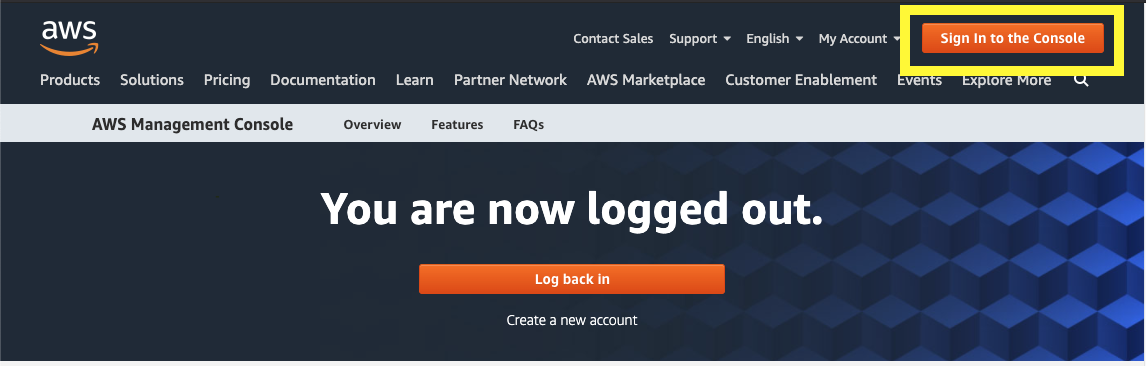 aws
Contact Sales Support English My Account Sign In to the Console
Products Solutions Pricing Documentation Learn Partner Network AWS Marketplace Customer Enablement Events Explore More
AWS Management Console Overview Features FAQs
You are now logged out.
Log back in
Create a new account